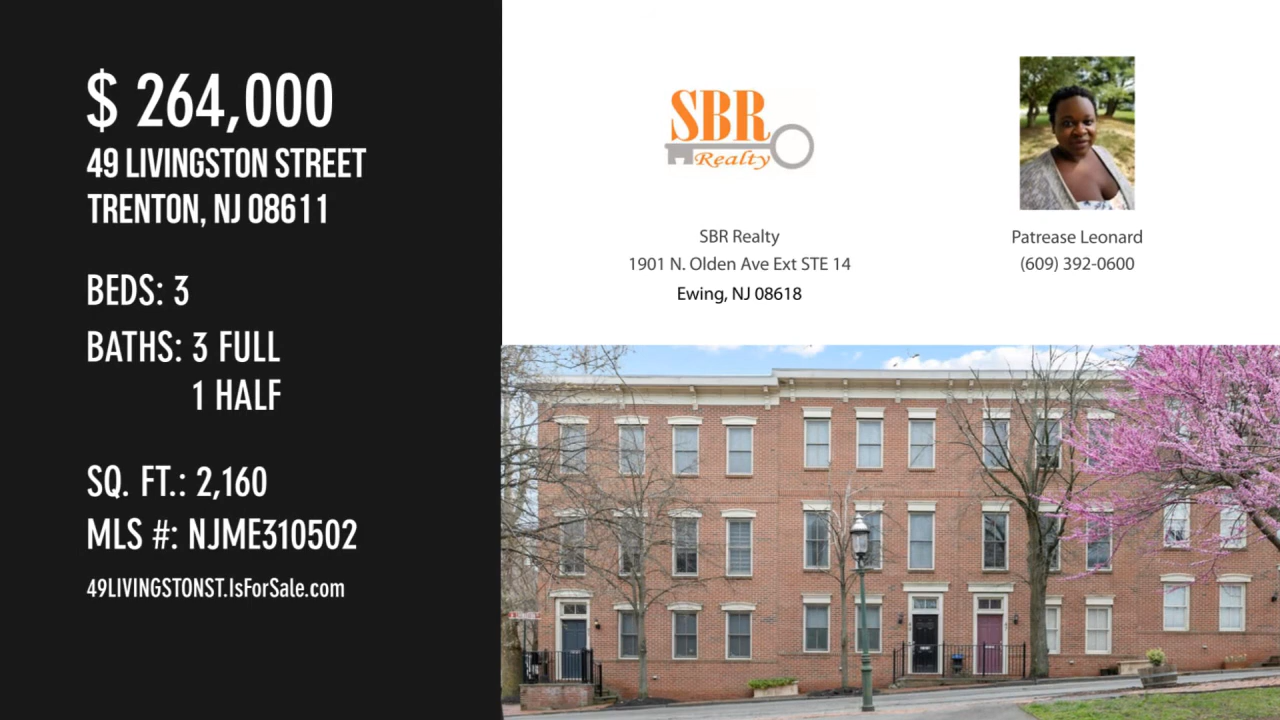 $ 264,000
49 LIVINGSTON STREET
TRENTON, NJ 08611
BEDS: 3
BATHS: 3 FULL
1 HALF
SQ. FT.: 2,160
MLS #: NJME310502
49LIVINGSTONST.IsForSale.com
SBR
Realty
SBR Realty
1901 N. Olden Ave Ext STE 14
Ewing, NJ 08618
Patrease Leonard
(609) 392-0600